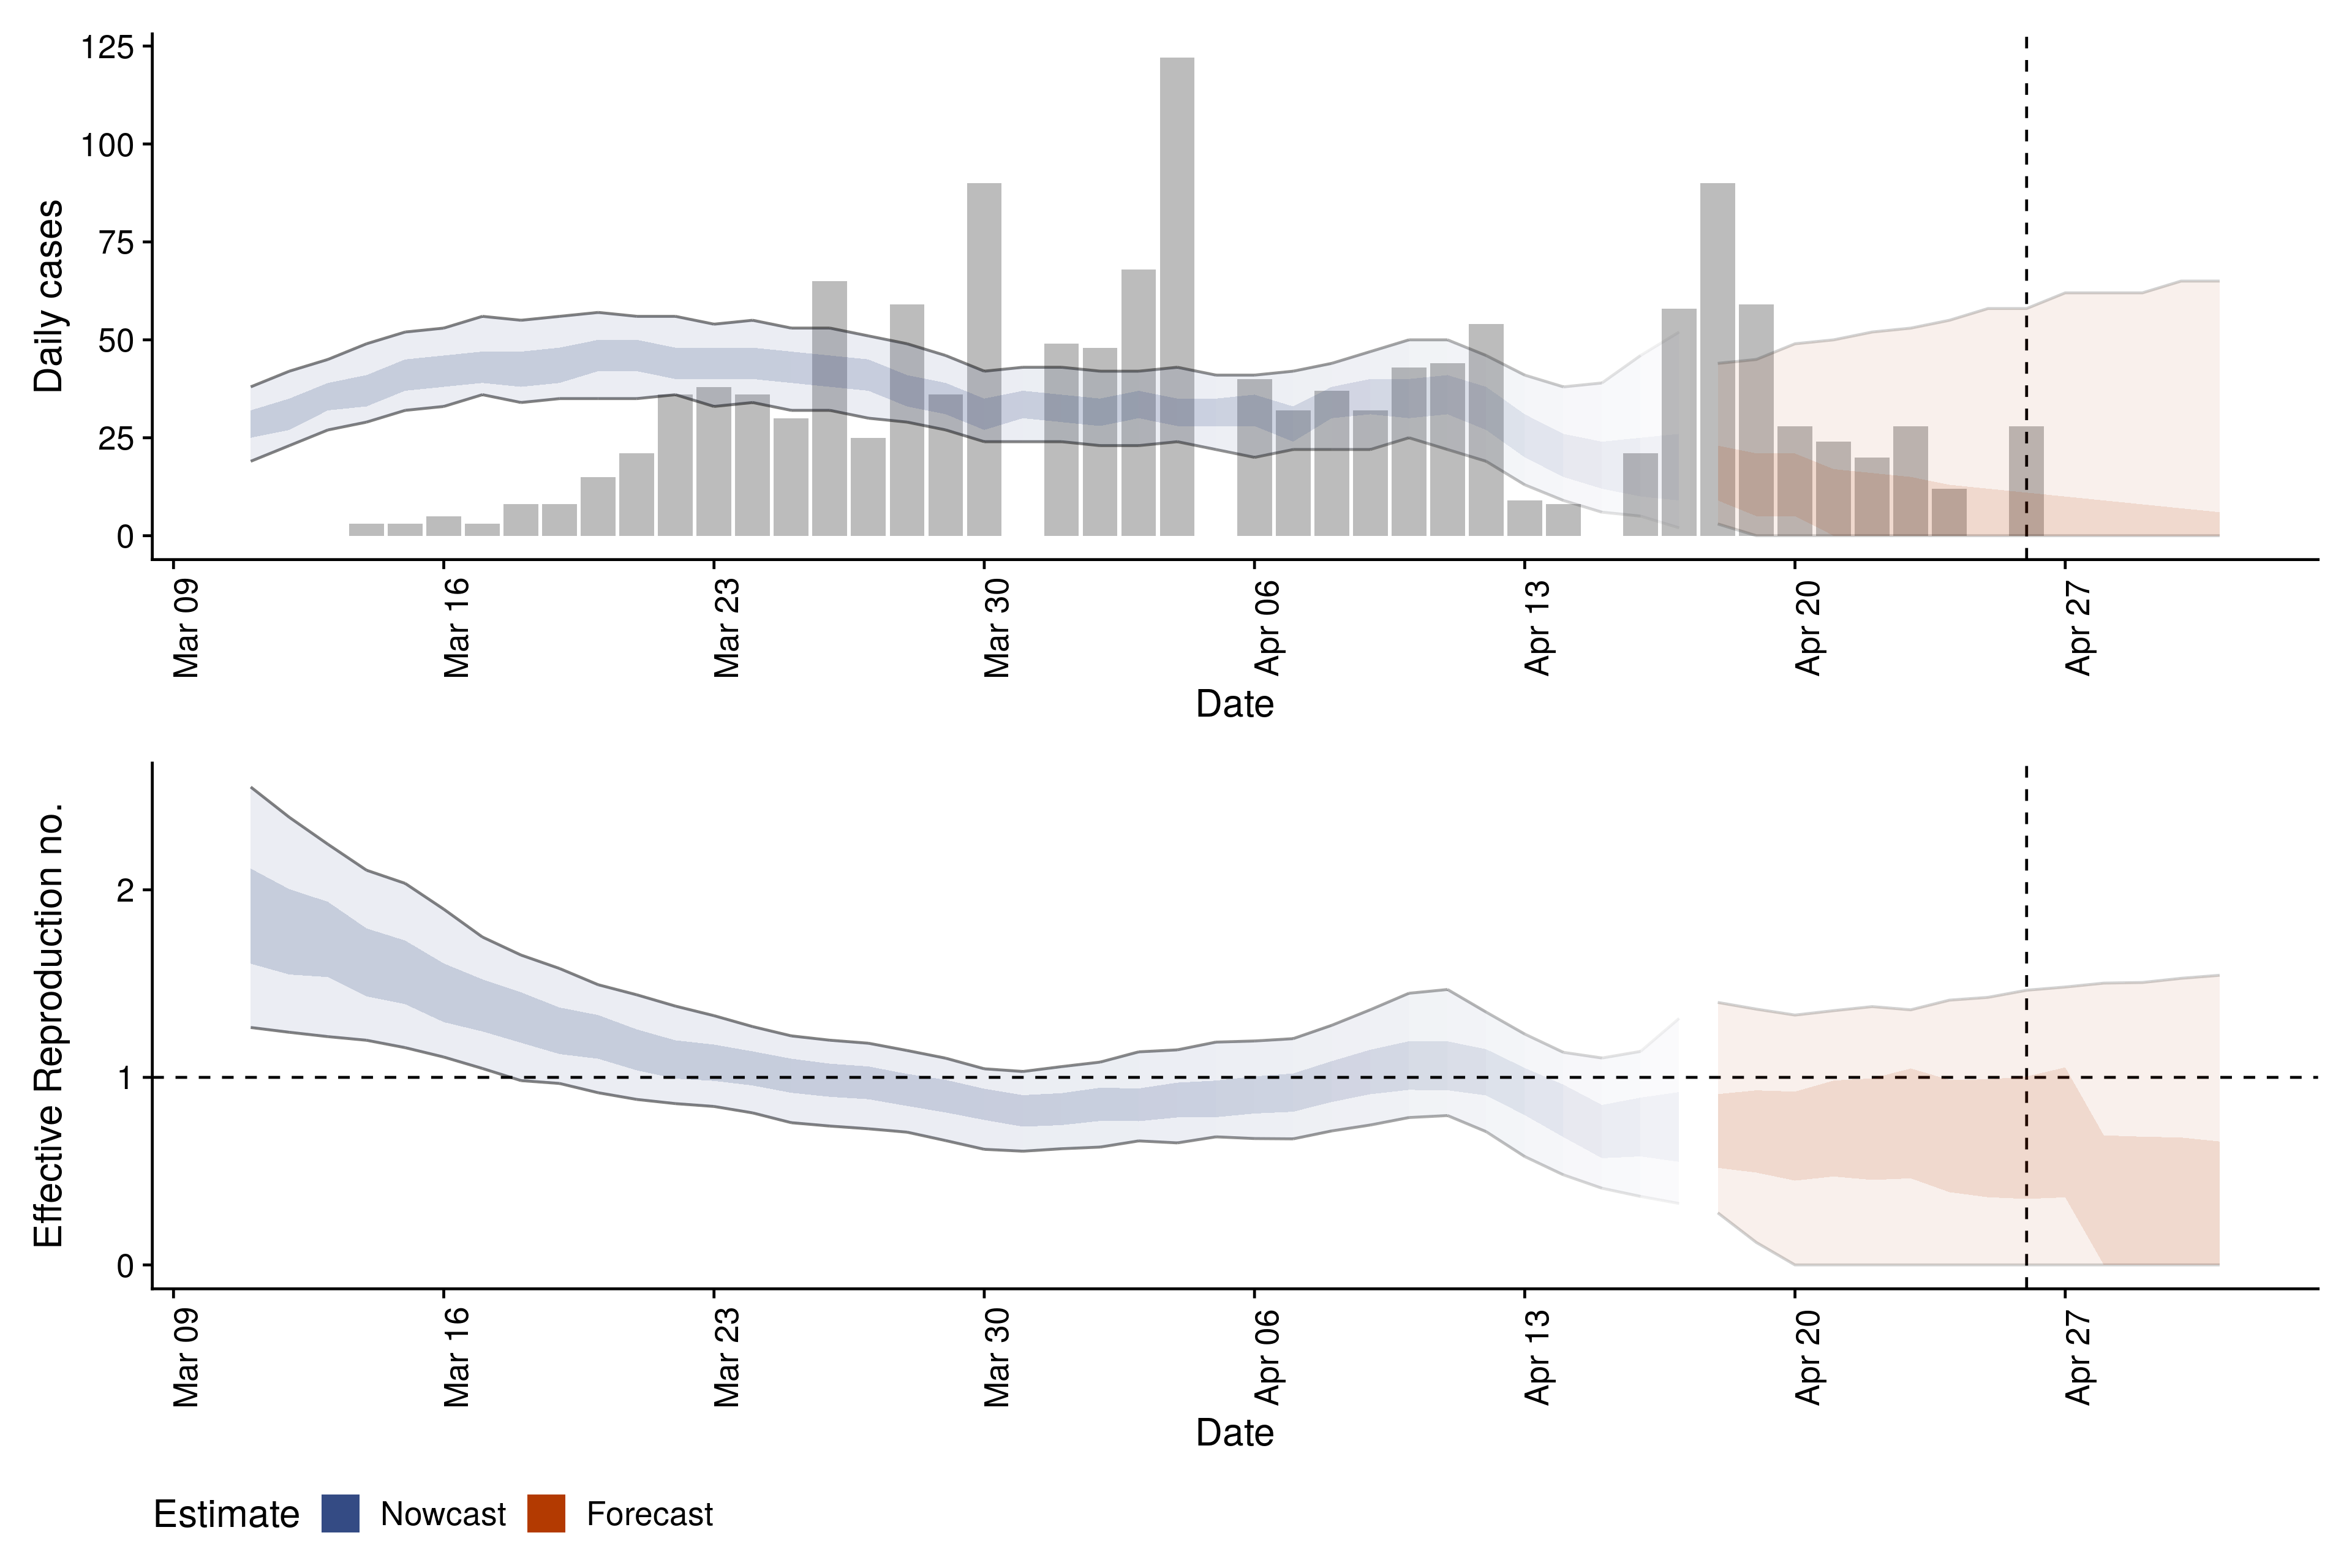 125
100
75
50
25
0
Daily cases
Mar 09 Mar 16 Mar 23 Mar 30 Apr 06 Apr 13 Apr 20 Apr 27
Date
2
1
0
Effective Reproduction no.
Mar 09 Mar 16 Mar 23 Mar 30 Apr 06 Apr 13 Apr 20 Apr 27
Date
Estimate Nowcast Forecast